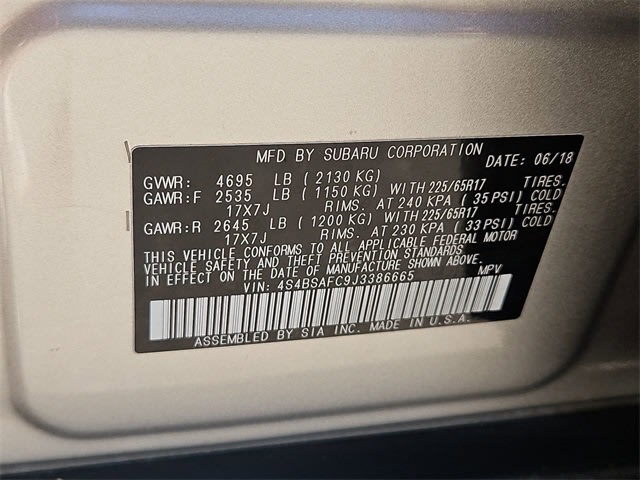 MFD BY SUBARU CORPORATION DATE: 06/18
GVWR: 4695 LB ( 2130 KG)
GAWR:F 2535 LB ( 1150 KG) WITH 225/65R17 TIRES.
17X7J RIMS. AT 240 KPA ( 35 PSI) COLD
GAWR:R 2645 LB ( 1200 KG) WITH 225/65R17 TIRES.
17X7J RIMS. AT 230 KPA ( 33 PSI) COLD
THIS VEHICLE CONFORMS TO ALL APPLICABLE FEDERAL MOTOR
VEHICLE SAFETY AND THEFT PREVENTION STANDARDS
IN EFFECT ON THE DATE OF MANUFACTURE SHOWN ABOVE.
VIN: 4S4BSAFC9J3386665 MPV
ASSEMBLED BY SIA INC. MADE IN U.S.A.